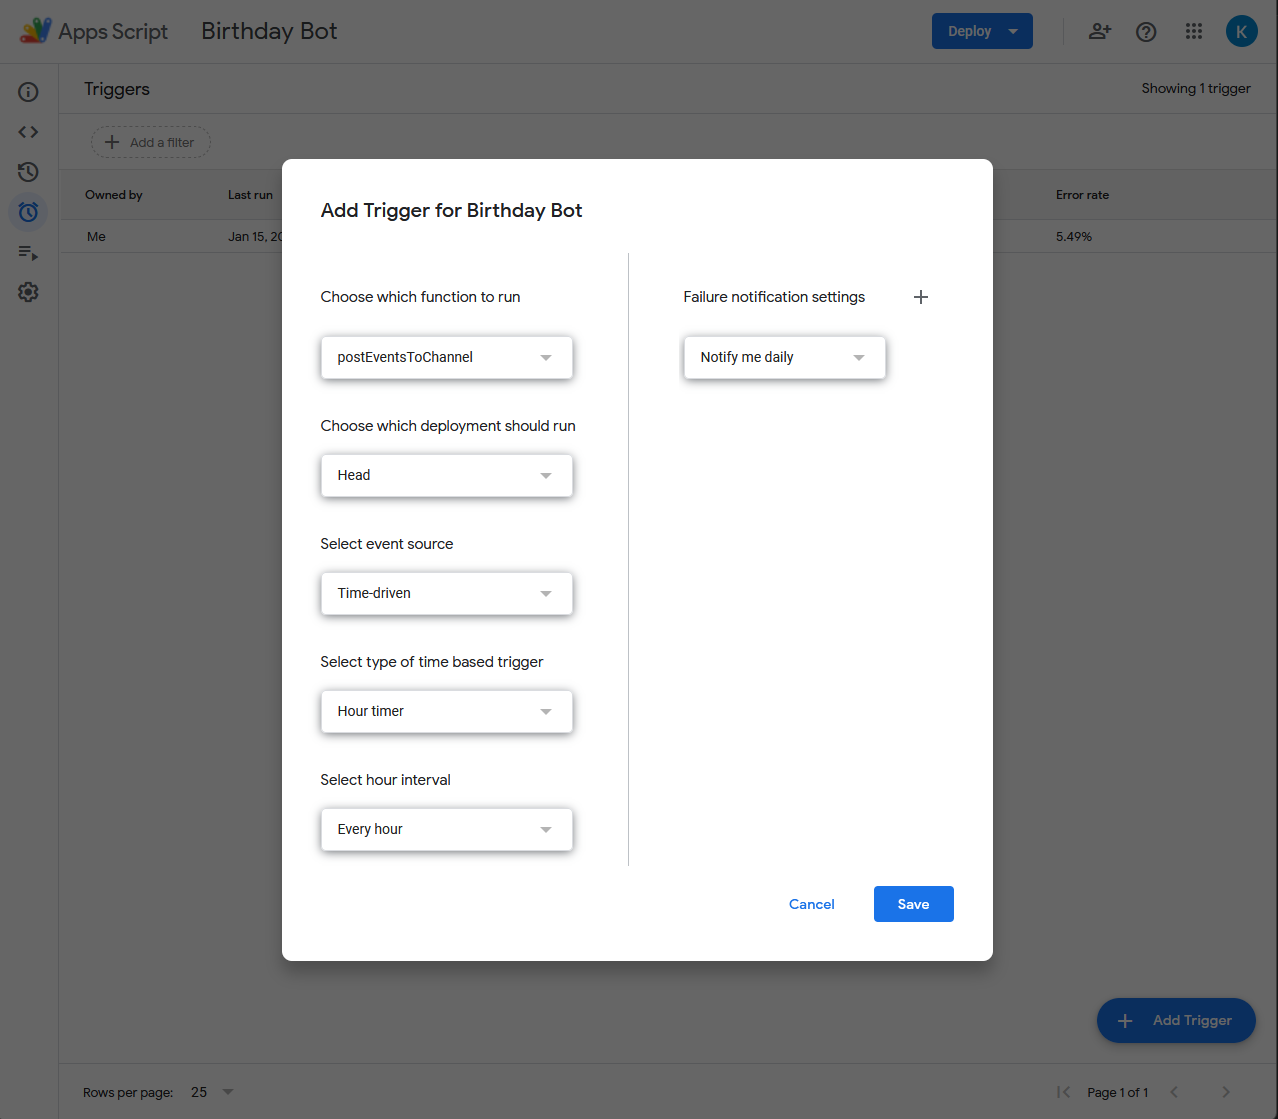 Apps Script
Birthday Bot
Deploy
K
Triggers
Showing 1 trigger
Add a filter
Owned by
Last run
Error rate
Me
Jan 15, 20
5.49%
Add Trigger for Birthday Bot
Choose which function to run
postEventsToChannel
Choose which deployment should run
Head
Select event source
Time-driven
Select type of time based trigger
Hour timer
Select hour interval
Every hour
Failure notification settings
Notify me daily
Cancel
Save
Add Trigger
Rows per page: 25
Page 1 of 1